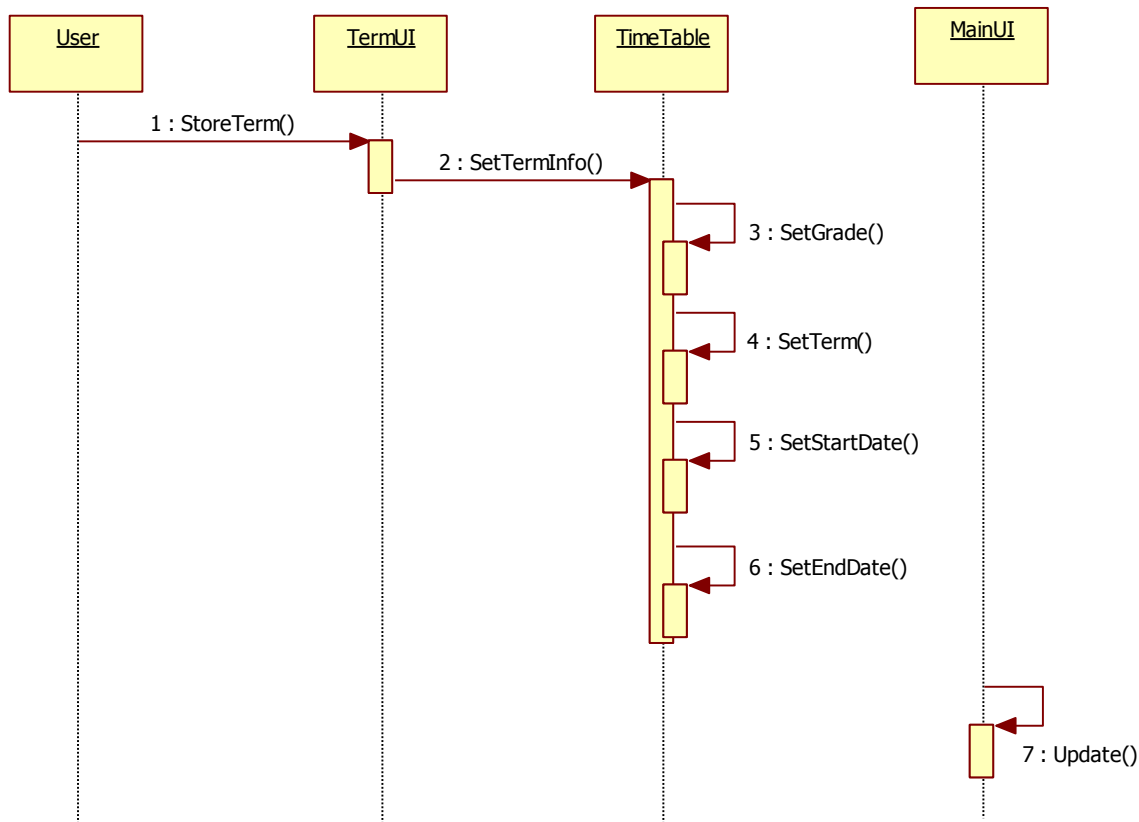 User
TermUI
TimeTable
MainUI
1 : StoreTerm()
2 : SetTermInfo()
3 : SetGrade()
4 : SetTerm()
5 : SetStartDate()
6 : SetEndDate()
7 : Update()